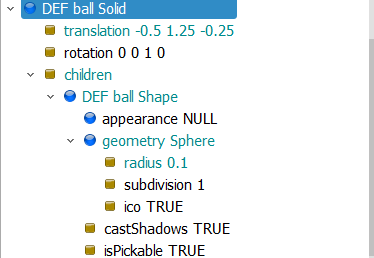 DEF ball Solid
translation -0.5 1.25 -0.25
rotation 0 0 1 0
children
DEF ball Shape
appearance NULL
geometry Sphere
radius 0.1
subdivision 1
ico TRUE
castShadows TRUE
isPickable TRUE